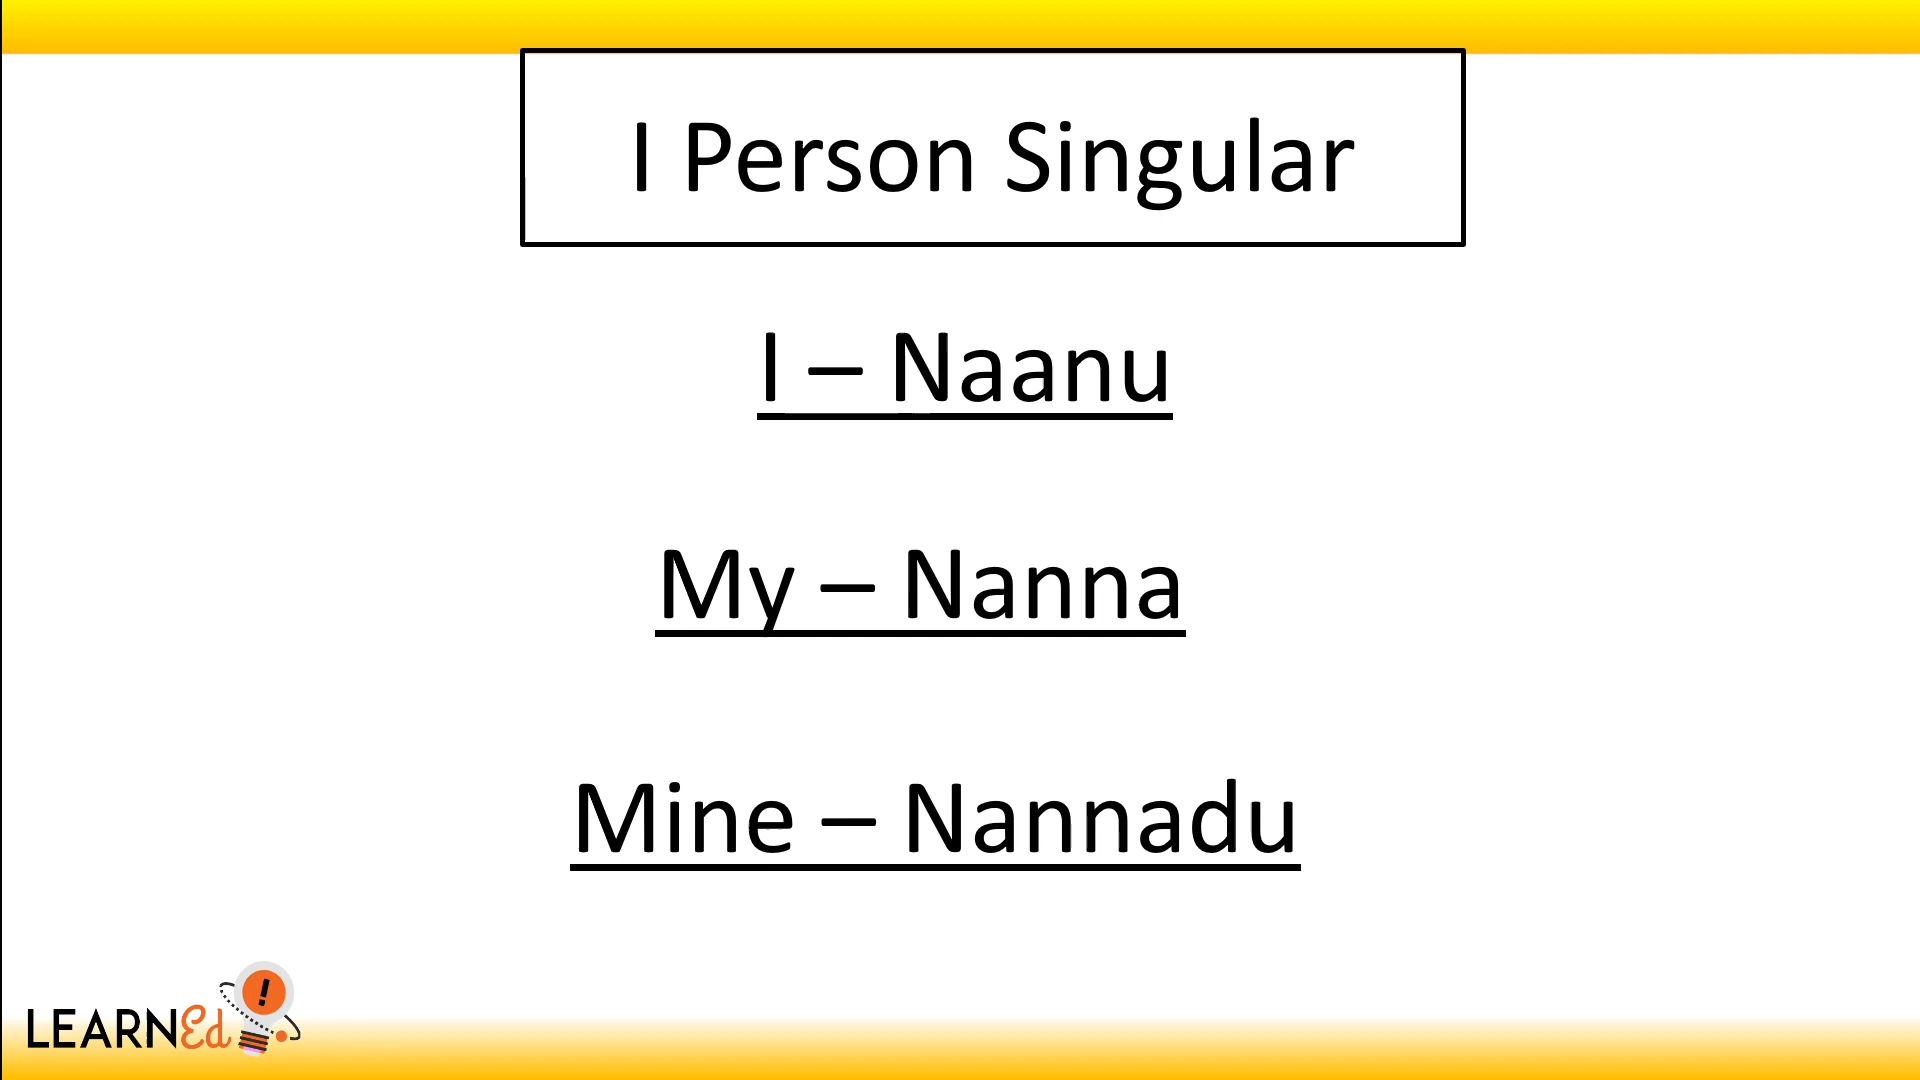 I Person Singular
I – Naanu
My – Nanna
Mine – Nannadu
LEARNEd